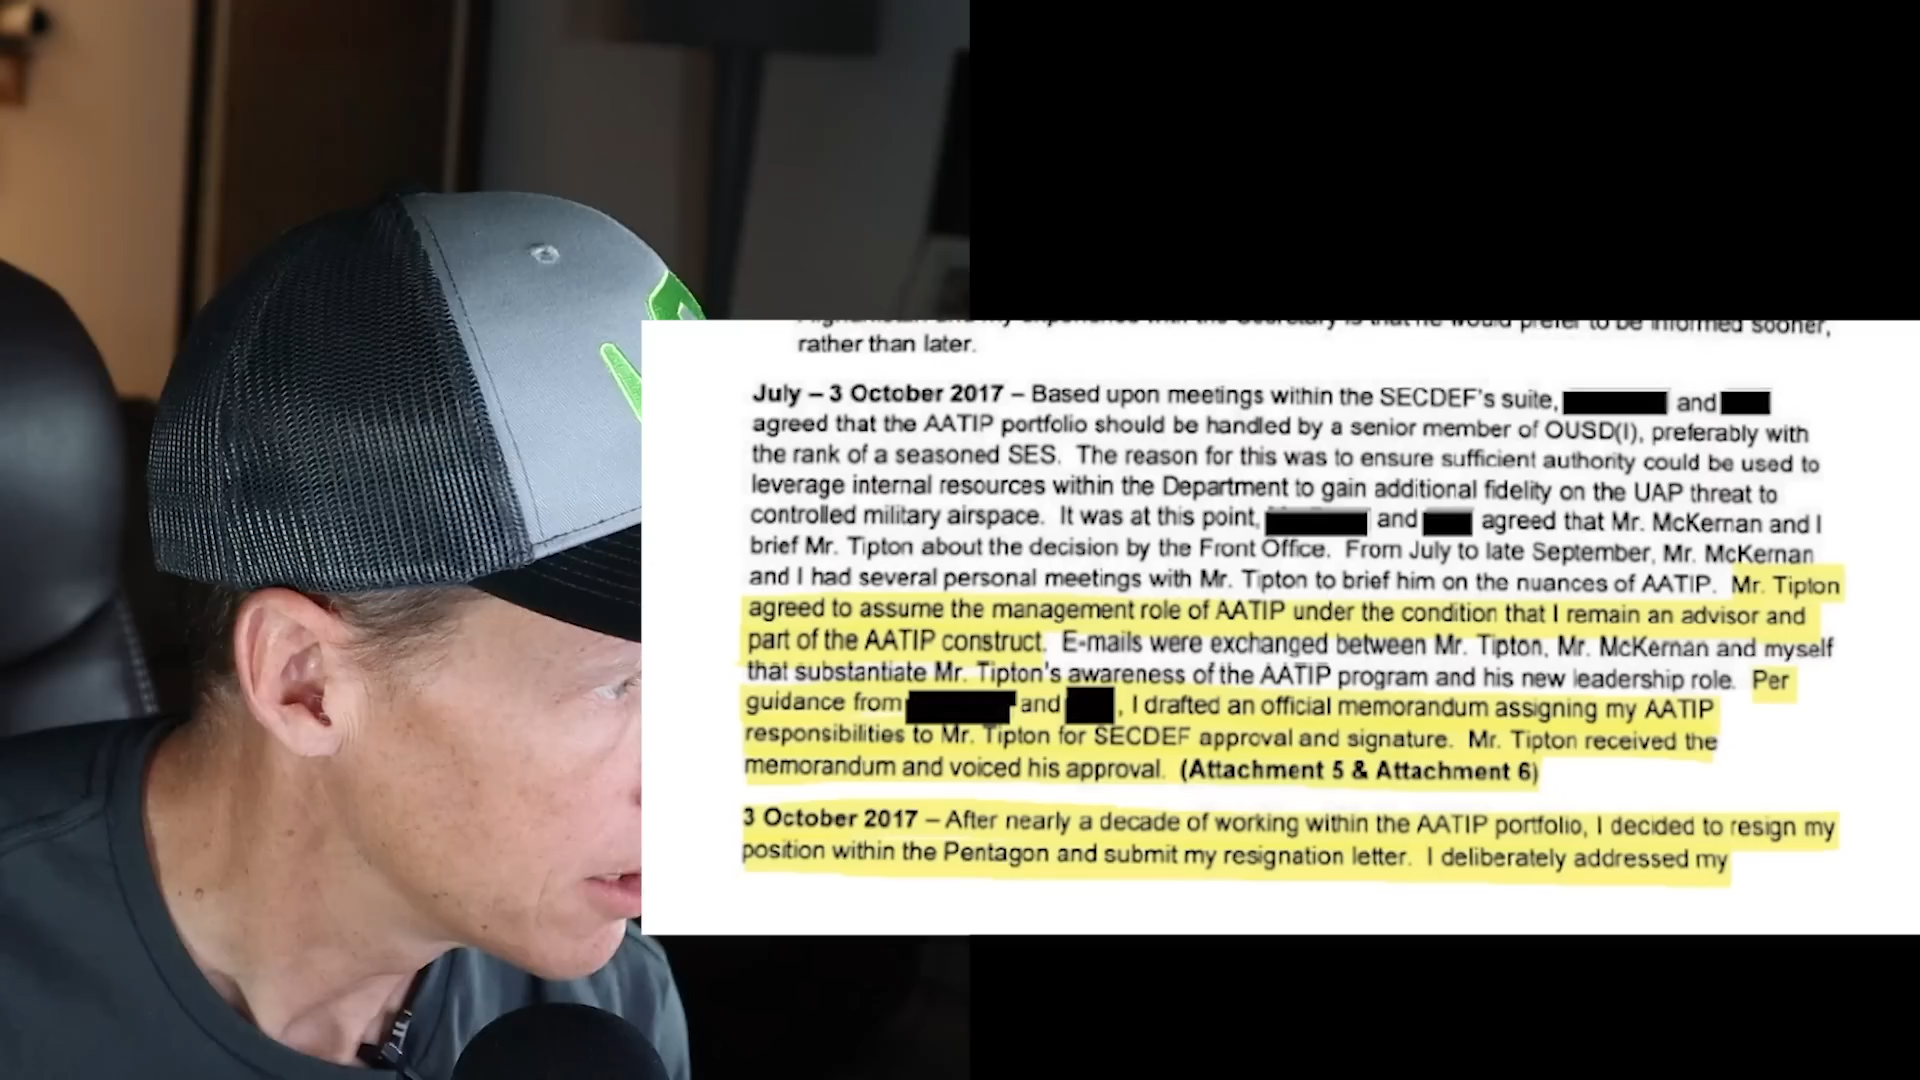 rather than later.
July – 3 October 2017 – Based upon meetings within the SECDEF's suite, and
agreed that the AATIP portfolio should be handled by a senior member of OUSD(I), preferably with
the rank of a seasoned SES. The reason for this was to ensure sufficient authority could be used to
leverage internal resources within the Department to gain additional fidelity on the UAP threat to
controlled military airspace. It was at this point, and agreed that Mr. McKernan and I
brief Mr. Tipton about the decision by the Front Office. From July to late September, Mr. McKernan
and I had several personal meetings with Mr. Tipton to brief him on the nuances of AATIP. Mr. Tipton
agreed to assume the management role of AATIP under the condition that I remain an advisor and
part of the AATIP construct. E-mails were exchanged between Mr. Tipton, Mr. McKernan and myself
that substantiate Mr. Tipton's awareness of the AATIP program and his new leadership role. Per
guidance from and , I drafted an official memorandum assigning my AATIP
responsibilities to Mr. Tipton for SECDEF approval and signature. Mr. Tipton received the
memorandum and voiced his approval. (Attachment 5 & Attachment 6)
3 October 2017 – After nearly a decade of working within the AATIP portfolio, I decided to resign my
position within the Pentagon and submit my resignation letter. I deliberately addressed my